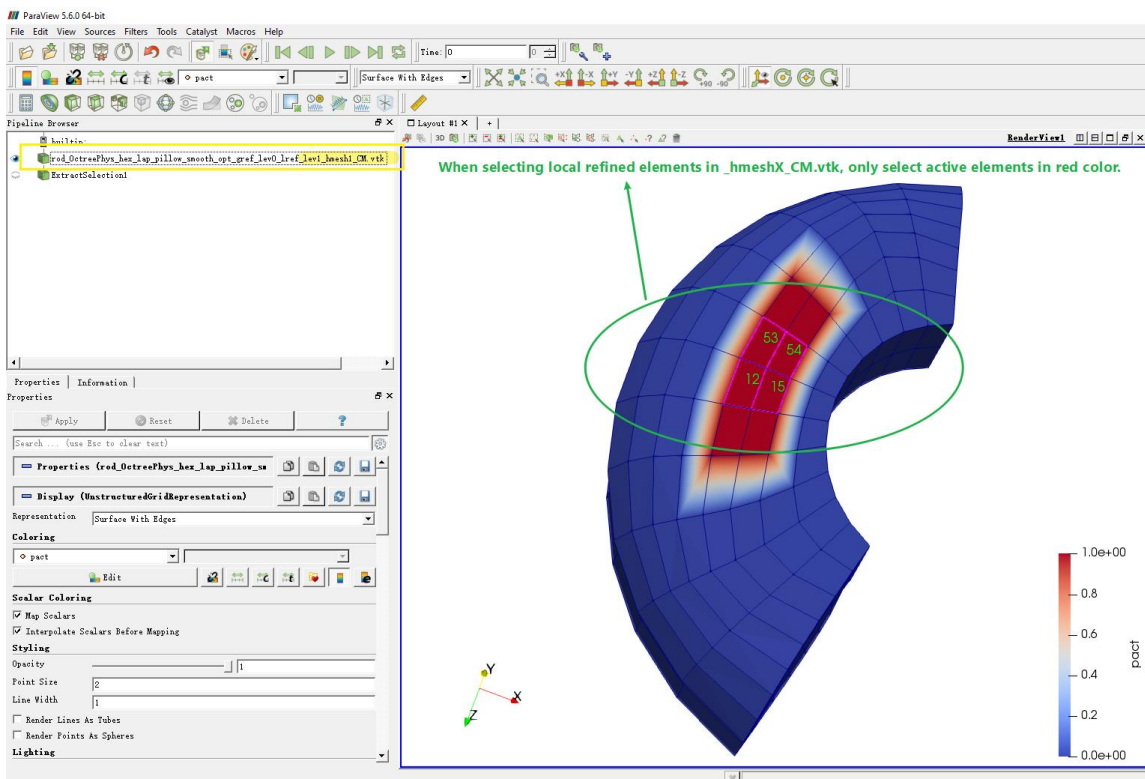 ParaView 5.6.0 64-bit
File Edit View Sources Filters Tools Catalyst Macros Help
Time: 0 0
pact Surface With Edges +X -X +Y -Y +Z -Z +90 -90
Pipeline Browser
builtin:
rod_OctreePhys_hex_lap_pillow_smooth_opt_gref_lev0_lref_lev1_hmesh1_CM.vtk
ExtractSelection1
Layout #1 X +
3D RenderView1
When selecting local refined elements in _hmeshX_CM.vtk, only select active elements in red color.
53
54
12
15
Y
X
Z
1.0e+00
0.8
0.6
0.4
0.2
0.0e+00
pact
Properties Information
Properties
Apply Reset Delete ?
Search ... (use Esc to clear text)
Properties (rod_OctreePhys_hex_lap_pillow_sm
Display (UnstructuredGridRepresentation)
Representation Surface With Edges
Coloring
pact
Edit
Scalar Coloring
Map Scalars
Interpolate Scalars Before Mapping
Styling
Opacity 1
Point Size 2
Line Width 1
Render Lines As Tubes
Render Points As Spheres
Lighting